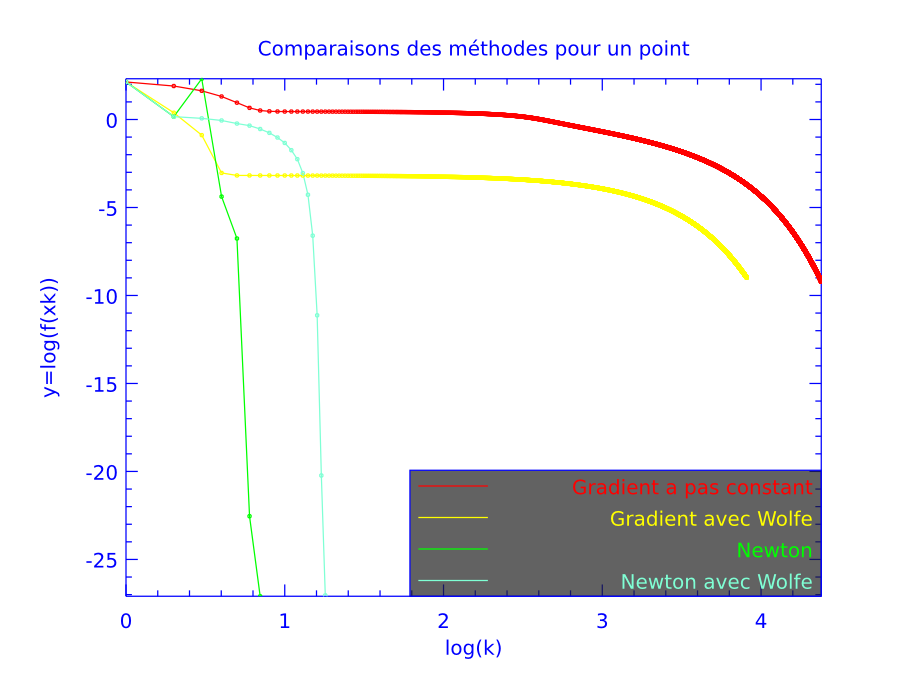 Comparaisons des méthodes pour un point
y=log(f(xk))
0
-5
-10
-15
-20
-25
Gradient a pas constant
Gradient avec Wolfe
Newton
Newton avec Wolfe
0 1 2 3 4
log(k)